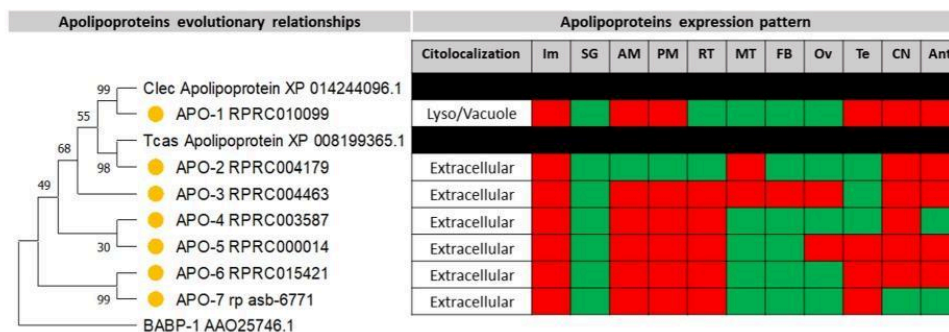 Apolipoproteins evolutionary relationships
Apolipoproteins expression pattern
Citolocalization Im SG AM PM RT MT FB Ov Te CN Ant
99 Clec Apolipoprotein XP 014244096.1
55 APO-1 RPRC010099 Lyso/Vacuole
68 Tcas Apolipoprotein XP 008199365.1
98 APO-2 RPRC004179 Extracellular
49 APO-3 RPRC004463 Extracellular
APO-4 RPRC003587 Extracellular
30 APO-5 RPRC000014 Extracellular
APO-6 RPRC015421 Extracellular
99 APO-7 rp asb-6771 Extracellular
BABP-1 AAO25746.1